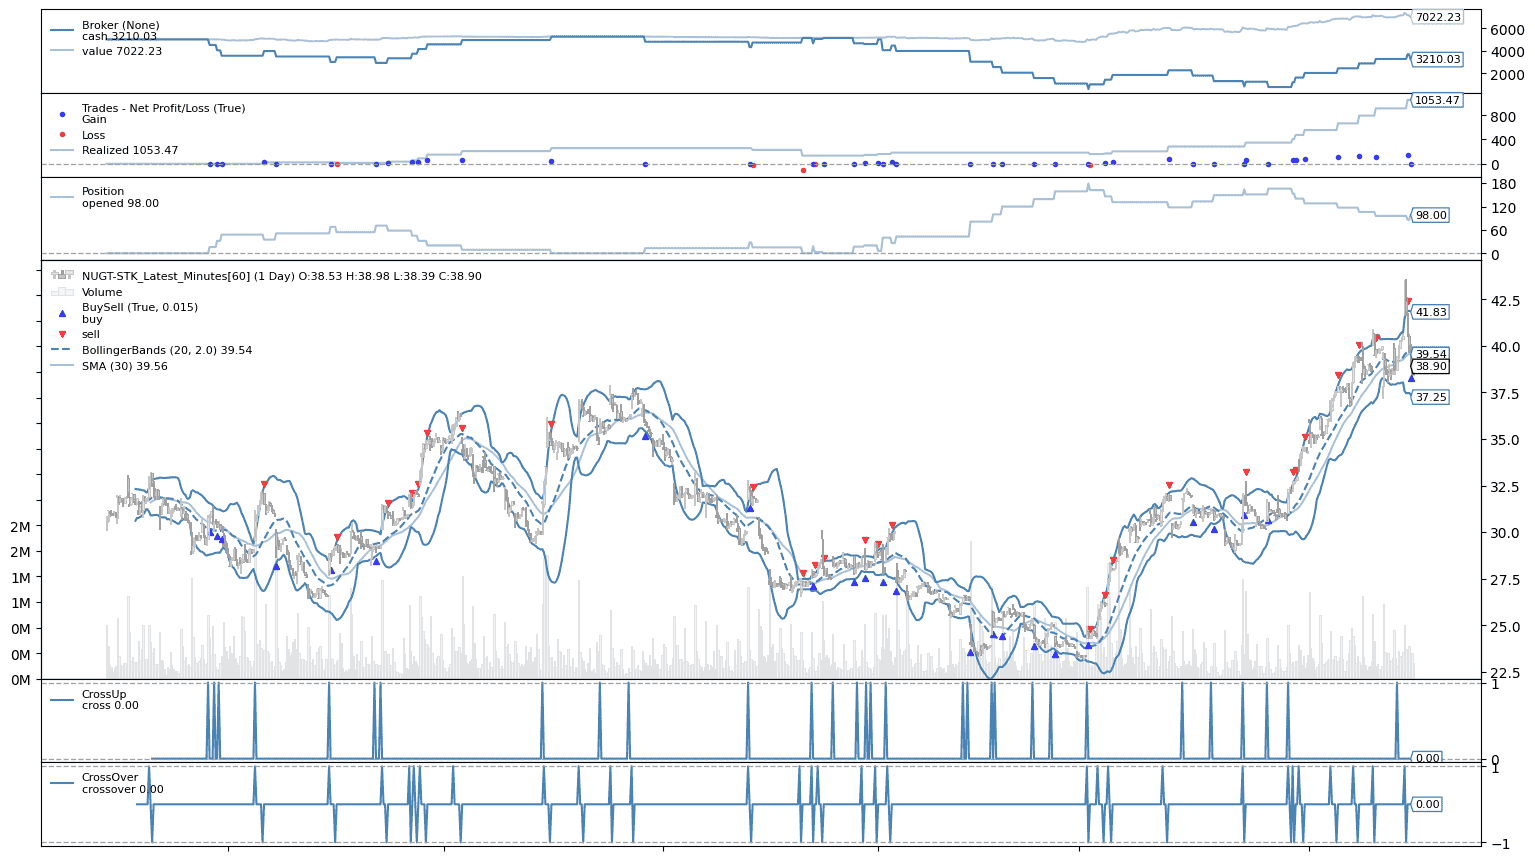 Broker (None)
cash 3210.03
value 7022.23
7022.23
6000
4000
3210.03
2000
Trades - Net Profit/Loss (True)
Gain
Loss
Realized 1053.47
1053.47
800
400
0
Position
opened 98.00
180
120
98.00
60
0
NUGT-STK_Latest_Minutes[60] (1 Day) O:38.53 H:38.98 L:38.39 C:38.90
Volume
BuySell (True, 0.015)
buy
sell
BollingerBands (20, 2.0) 39.54
SMA (30) 39.56
42.5
41.83
40.0
39.54
38.90
37.5
37.25
35.0
32.5
30.0
27.5
25.0
22.5
2M
2M
1M
1M
0M
0M
0M
CrossUp
cross 0.00
1
0.00
0
CrossOver
crossover 0.00
1
0.00
−1